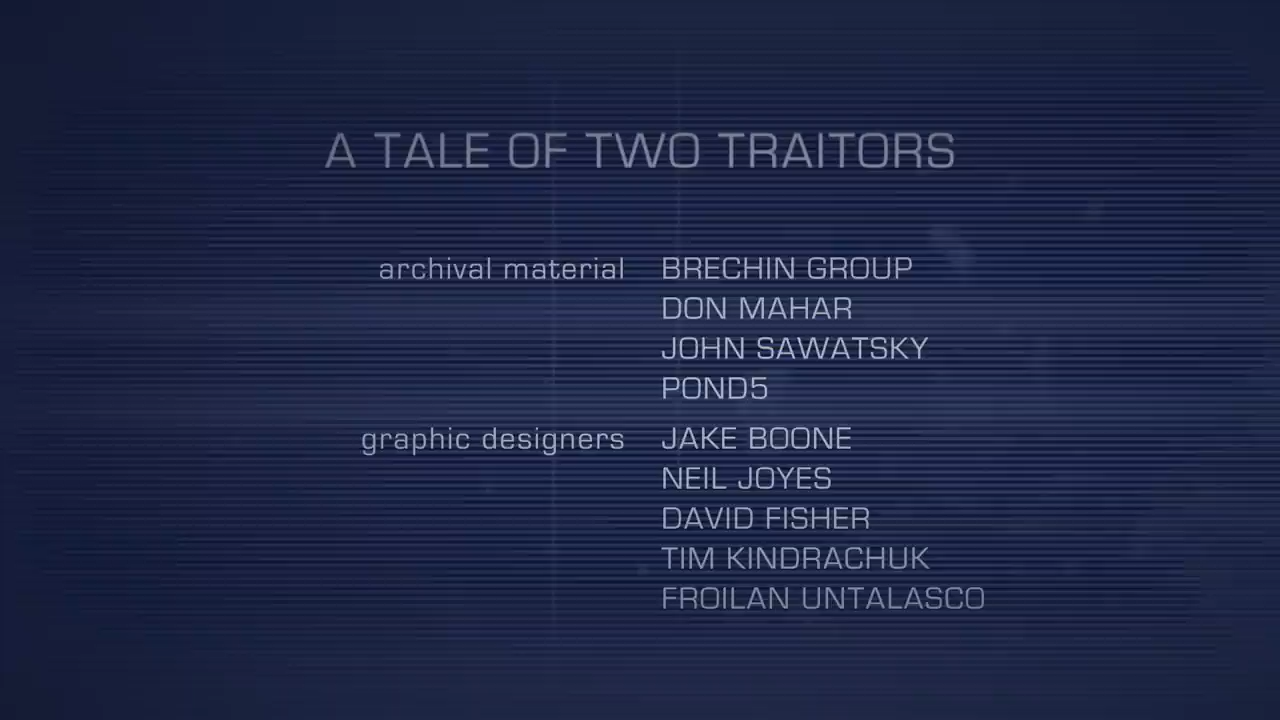 A TALE OF TWO TRAITORS
archival material BRECHIN GROUP
DON MAHAR
JOHN SAWATSKY
POND5
graphic designers JAKE BOONE
NEIL JOYES
DAVID FISHER
TIM KINDRACHUK
FROILAN UNTALASCO